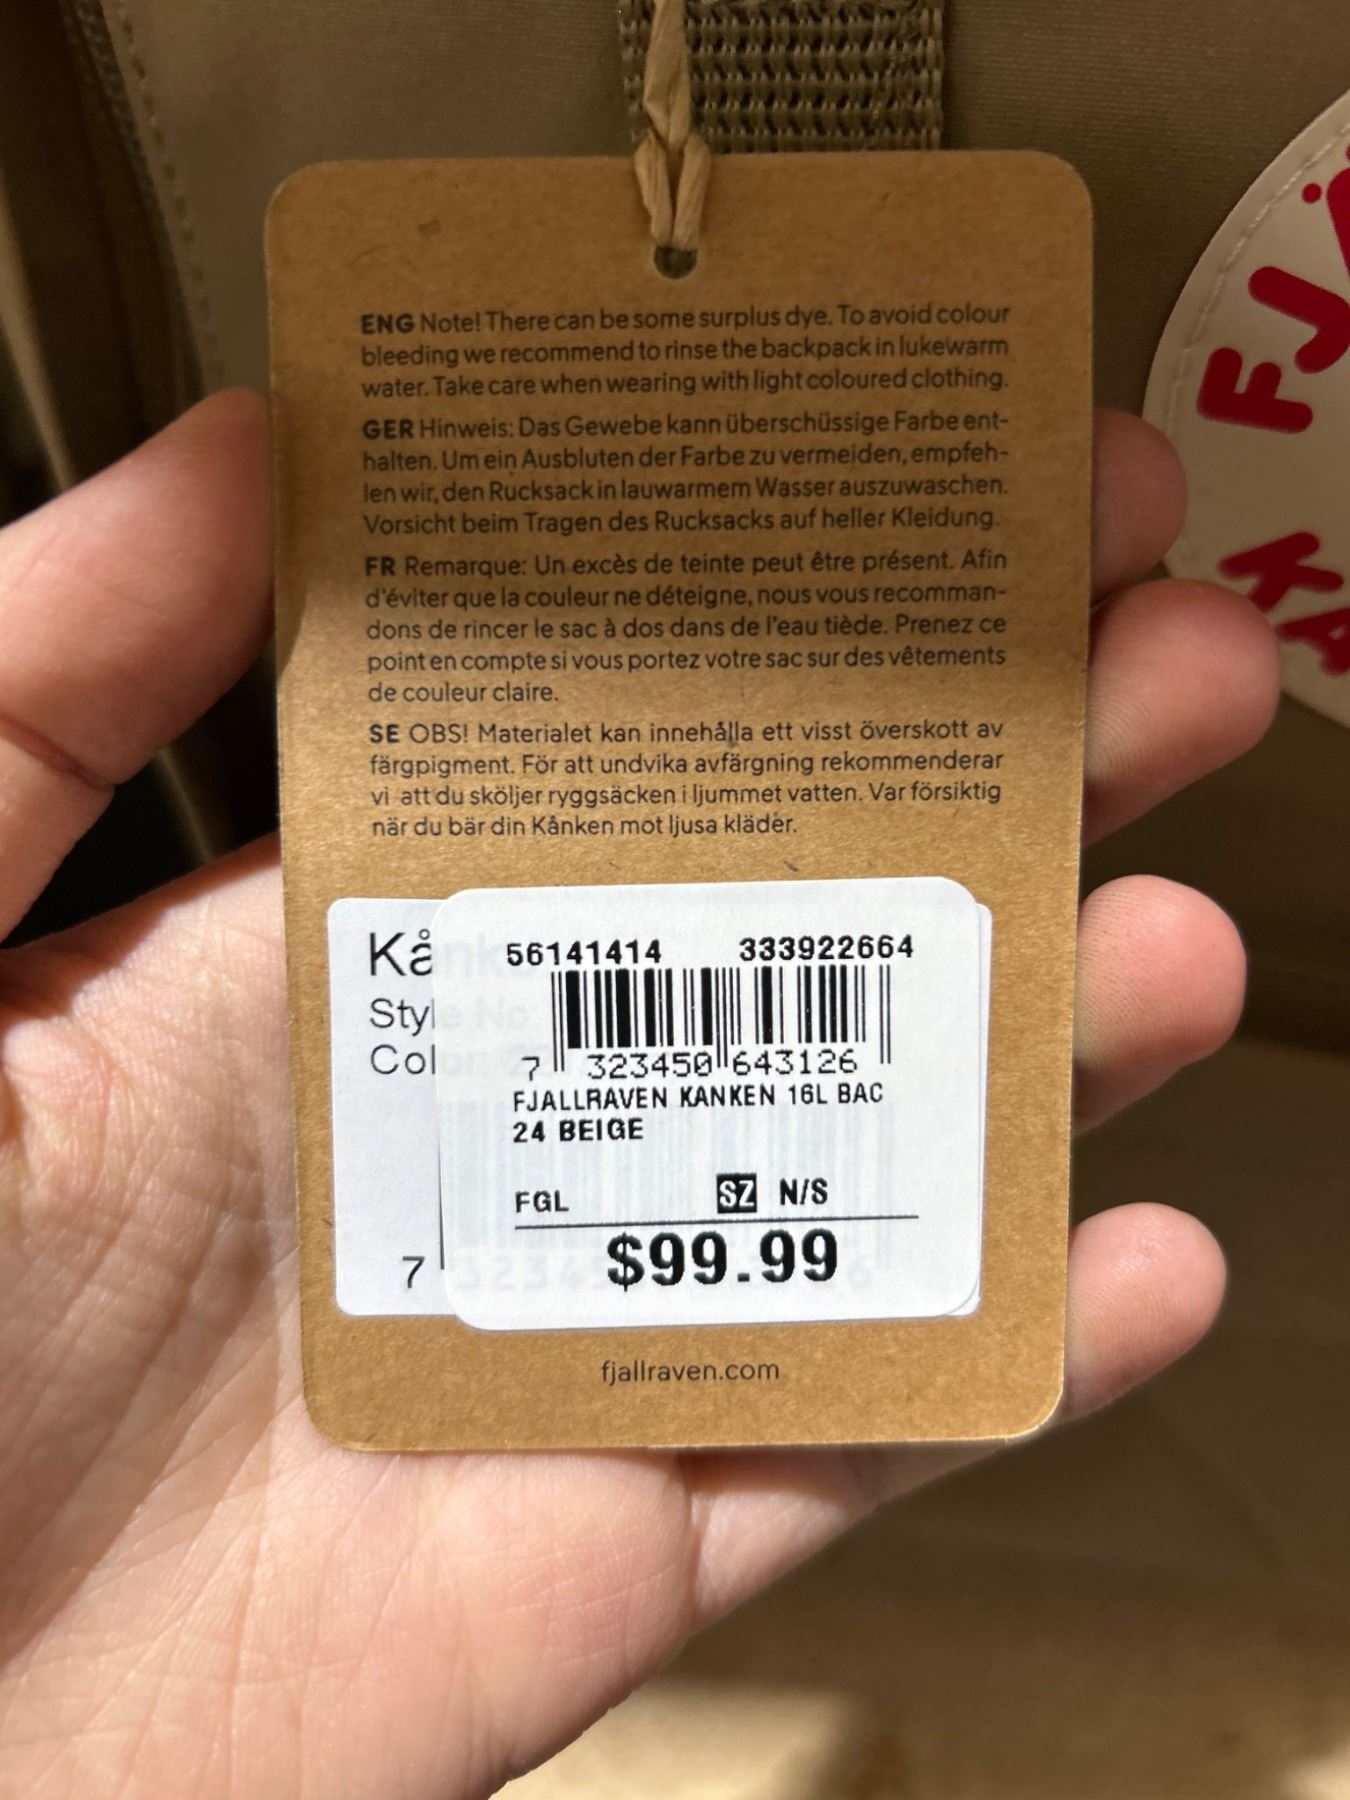 ENG Note! There can be some surplus dye. To avoid colour
bleeding we recommend to rinse the backpack in lukewarm
water. Take care when wearing with light coloured clothing.
GER Hinweis: Das Gewebe kann überschüssige Farbe ent-
halten. Um ein Ausbluten der Farbe zu vermeiden, empfeh-
len wir, den Rucksack in lauwarmem Wasser auszuwaschen.
Vorsicht beim Tragen des Rucksacks auf heller Kleidung.
FR Remarque: Un excès de teinte peut être présent. Afin
d'éviter que la couleur ne déteigne, nous vous recomman-
dons de rincer le sac à dos dans de l'eau tiède. Prenez ce
point en compte si vous portez votre sac sur des vêtements
de couleur claire.
SE OBS! Materialet kan innehålla ett visst överskott av
färgpigment. För att undvika avfärgning rekommenderar
vi att du sköljer ryggsäcken i ljummet vatten. Var försiktig
när du bär din Kånken mot ljusa kläder.
Kånken
Style No:
Color:
7
56141414 333922664
7 323450 643126
FJALLRAVEN KANKEN 16L BAC
24 BEIGE
FGL SZ N/S
$99.99
fjallraven.com
FJÄ
KÅ